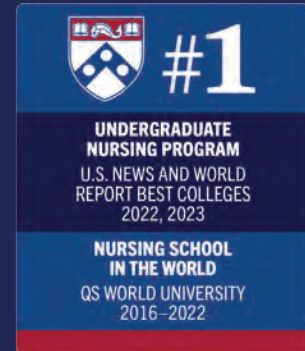 #1
UNDERGRADUATE
NURSING PROGRAM
U.S. NEWS AND WORLD
REPORT BEST COLLEGES
2022, 2023
NURSING SCHOOL
IN THE WORLD
QS WORLD UNIVERSITY
2016–2022